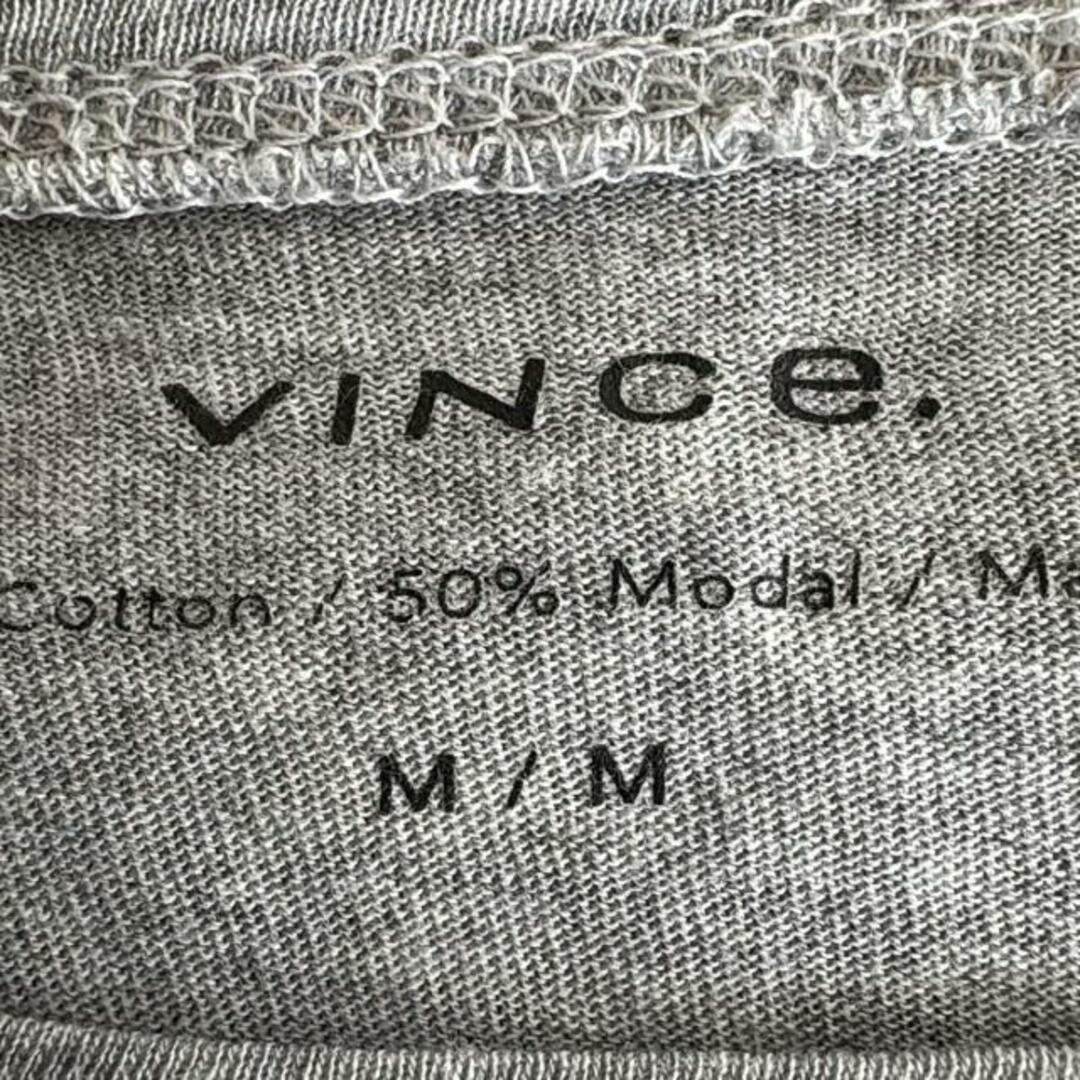 VINCe.
Cotton / 50% Modal / M
M / M